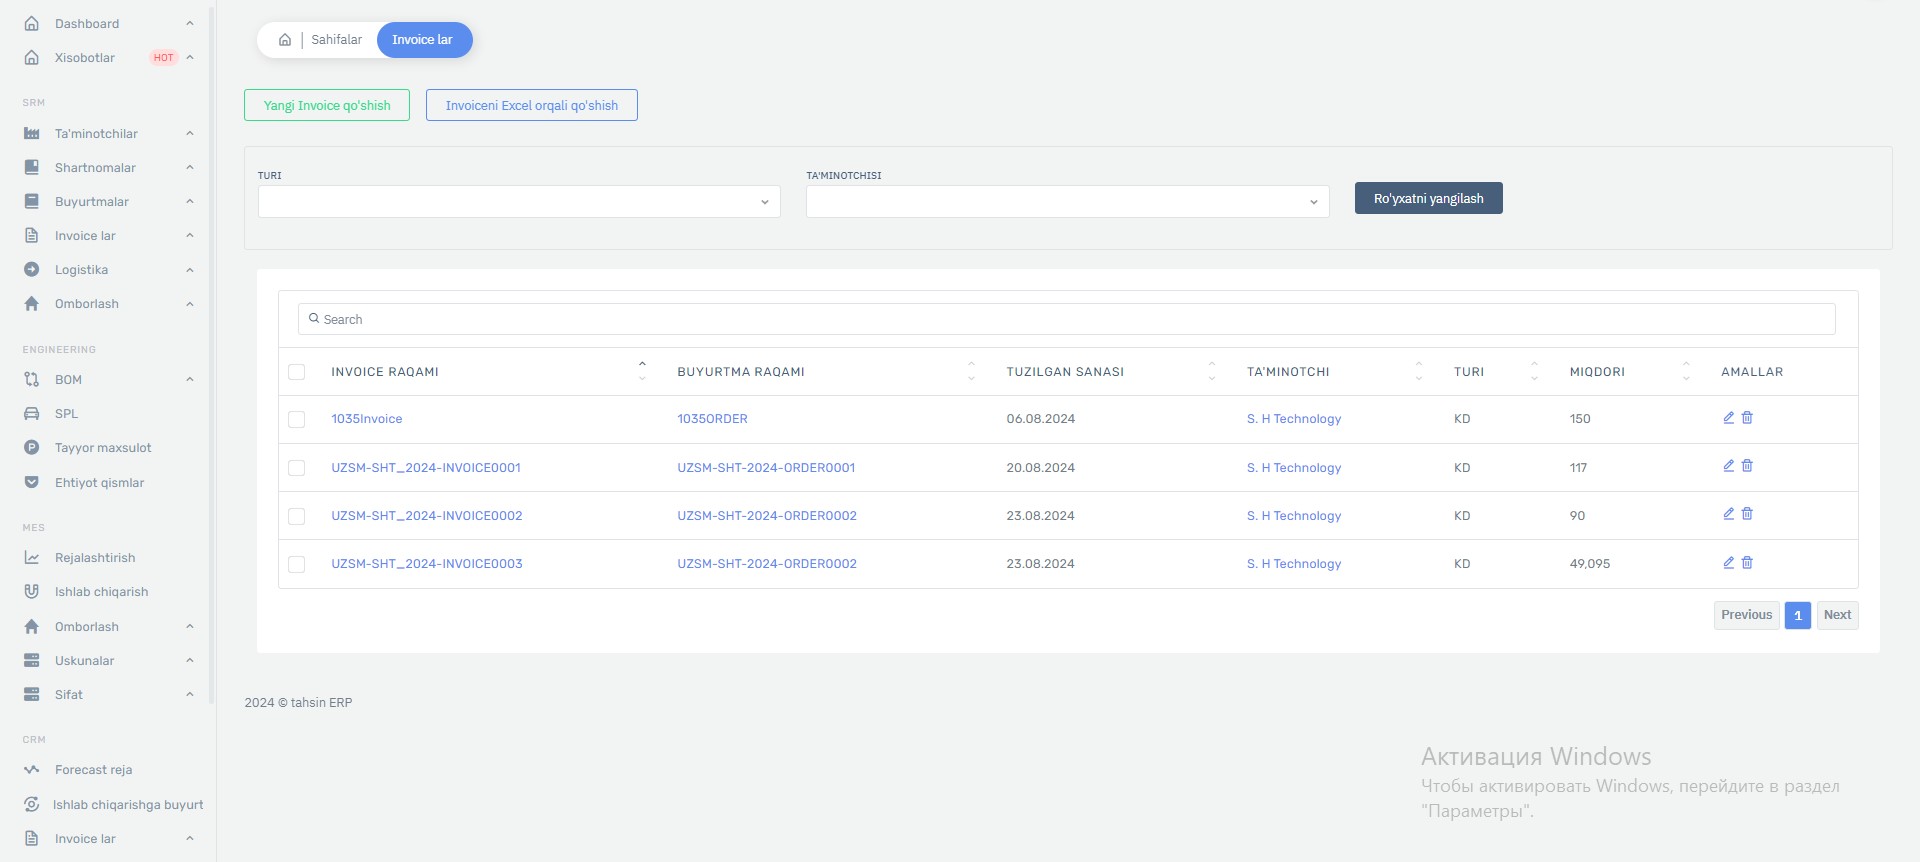 Dashboard
Xisobotlar HOT
SRM
Ta'minotchilar
Shartnomalar
Buyurtmalar
Invoice lar
Logistika
Omborlash
ENGINEERING
BOM
SPL
Tayyor maxsulot
Ehtiyot qismlar
MES
Rejalashtirish
Ishlab chiqarish
Omborlash
Uskunalar
Sifat
CRM
Forecast reja
Ishlab chiqarishga buyurt
Invoice lar
Sahifalar Invoice lar
Yangi Invoice qo'shish Invoiceni Excel orqali qo'shish
TURI TA'MINOTCHISI
Ro'yxatni yangilash
Search
INVOICE RAQAMI BUYURTMA RAQAMI TUZILGAN SANASI TA'MINOTCHI TURI MIQDORI AMALLAR
1035Invoice 1035ORDER 06.08.2024 S. H Technology KD 150
UZSM-SHT_2024-INVOICE0001 UZSM-SHT-2024-ORDER0001 20.08.2024 S. H Technology KD 117
UZSM-SHT_2024-INVOICE0002 UZSM-SHT-2024-ORDER0002 23.08.2024 S. H Technology KD 90
UZSM-SHT_2024-INVOICE0003 UZSM-SHT-2024-ORDER0002 23.08.2024 S. H Technology KD 49,095
Previous 1 Next
2024 © tahsin ERP
Активация Windows
Чтобы активировать Windows, перейдите в раздел
"Параметры".